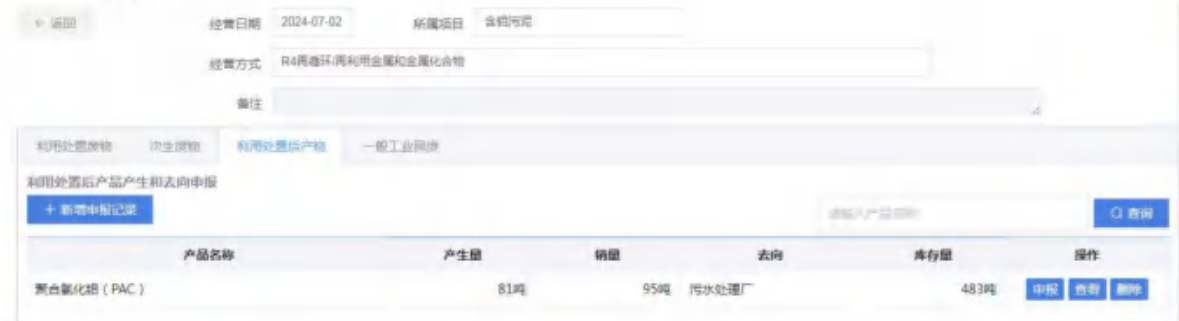 ← 返回 经营日期 2024-07-02 所属项目 含铝污泥
经营方式 R4再循环/再利用金属和金属化合物
备注
利用处置废物 次生废物 利用处置后产物 一般工业固废
利用处置后产品产生和去向申报
+ 新增申报记录 请输入产品名称 查询
产品名称 产生量 销量 去向 库存量 操作
聚合氯化铝（PAC） 81吨 95吨 污水处理厂 483吨 申报 查看 删除